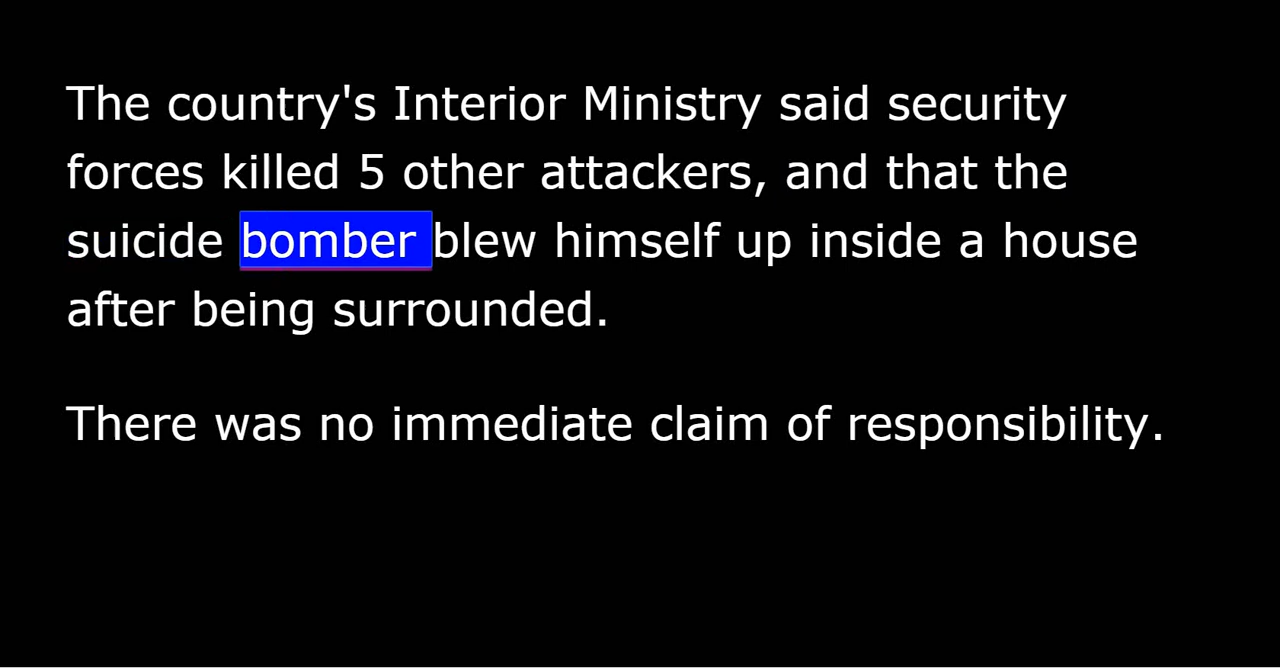 The country's Interior Ministry said security
forces killed 5 other attackers, and that the
suicide bomber blew himself up inside a house
after being surrounded.
There was no immediate claim of responsibility.